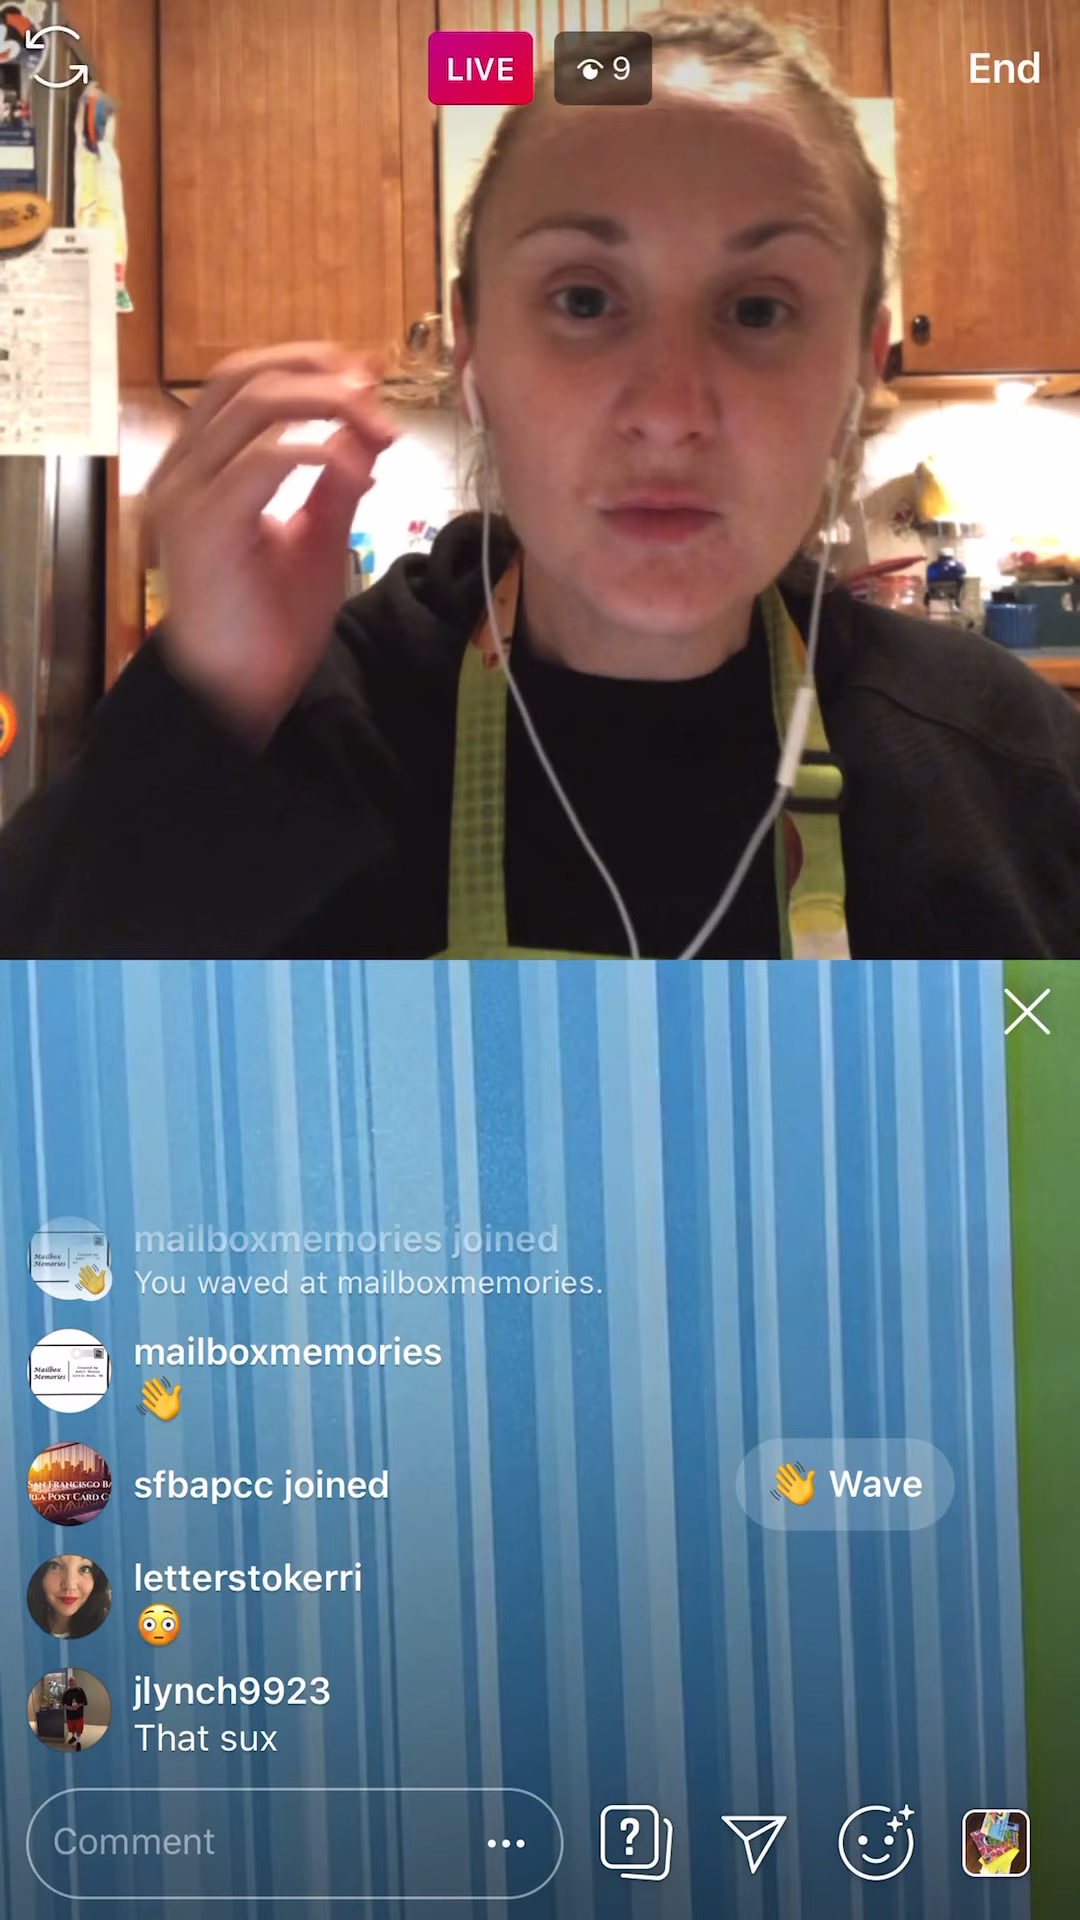 LIVE
9
End
mailboxmemories joined
You waved at mailboxmemories.
mailboxmemories
👋
sfbapcc joined
👋 Wave
letterstokerri
😳
jlynch9923
That sux
Comment